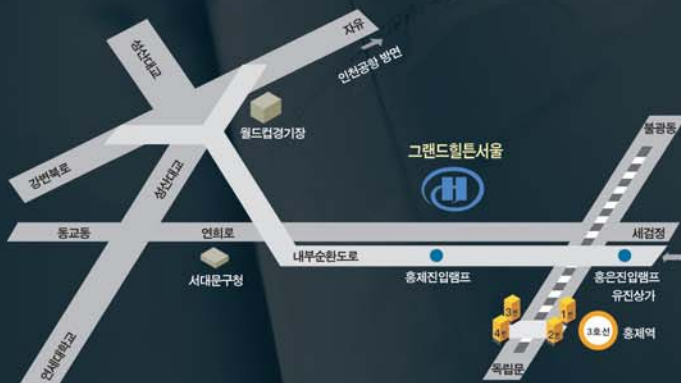 성산대교
자유
인천공항 방면
월드컵경기장
불광동
그랜드힐튼서울
H
강변북로
성산대교
동교동
연희로
세검정
서대문구청
내부순환도로
홍제진입램프
홍은진입램프
유진상가
3번
1번
4번
2번
3호선
홍제역
연세대학교
독립문